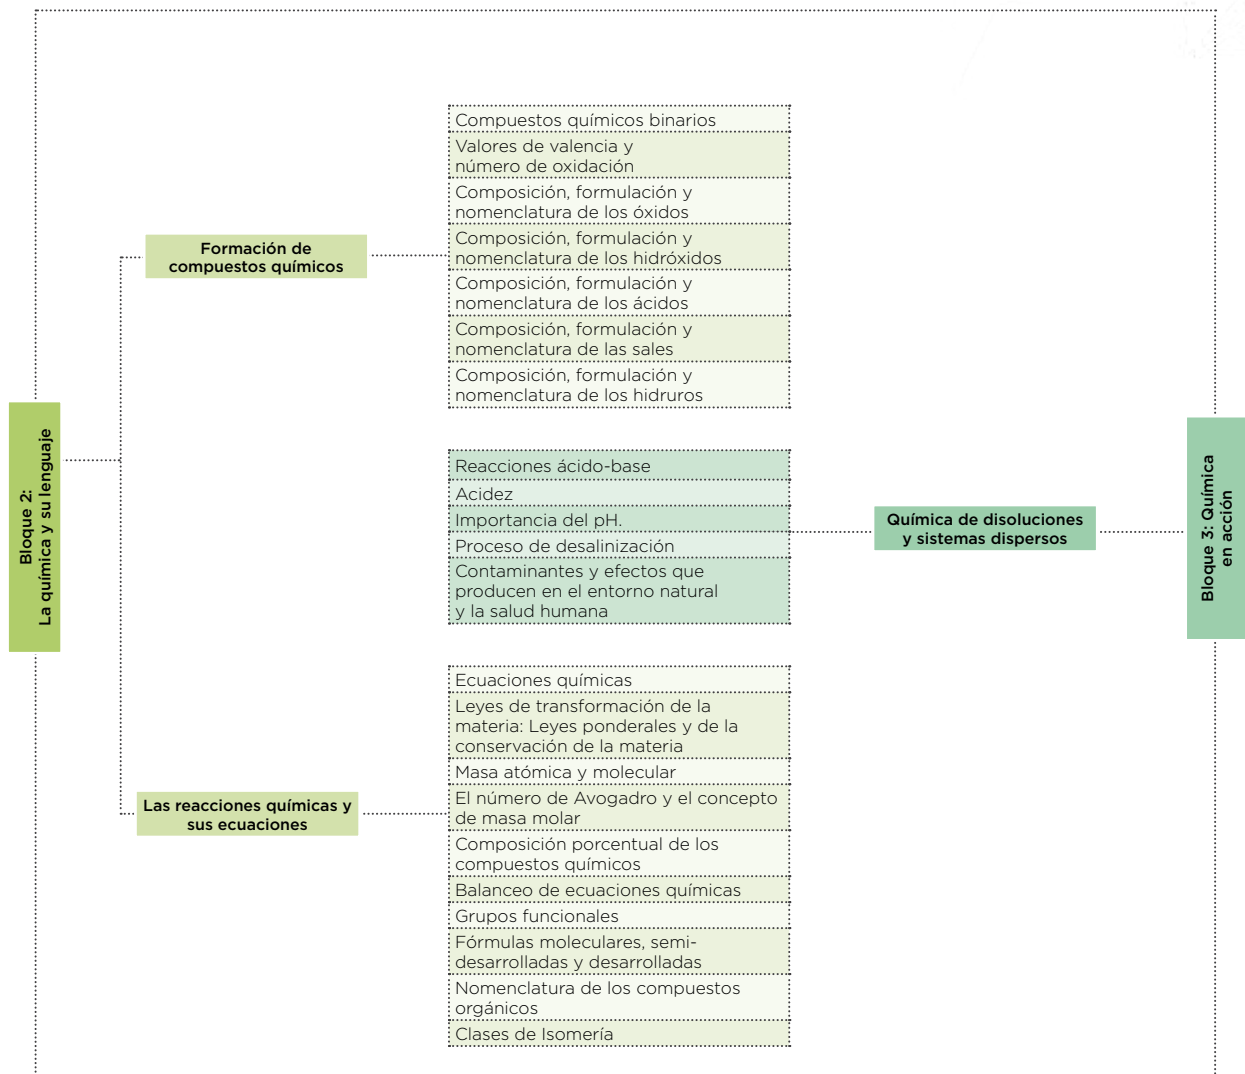 Bloque 2:
La química y su lenguaje
Formación de
compuestos químicos
Compuestos químicos binarios
Valores de valencia y
número de oxidación
Composición, formulación y
nomenclatura de los óxidos
Composición, formulación y
nomenclatura de los hidróxidos
Composición, formulación y
nomenclatura de los ácidos
Composición, formulación y
nomenclatura de las sales
Composición, formulación y
nomenclatura de los hidruros
Reacciones ácido-base
Acidez
Importancia del pH.
Proceso de desalinización
Contaminantes y efectos que
producen en el entorno natural
y la salud humana
Química de disoluciones
y sistemas dispersos
Bloque 3: Química
en acción
Las reacciones químicas y
sus ecuaciones
Ecuaciones químicas
Leyes de transformación de la
materia: Leyes ponderales y de la
conservación de la materia
Masa atómica y molecular
El número de Avogadro y el concepto
de masa molar
Composición porcentual de los
compuestos químicos
Balanceo de ecuaciones químicas
Grupos funcionales
Fórmulas moleculares, semi-
desarrolladas y desarrolladas
Nomenclatura de los compuestos
orgánicos
Clases de Isomería